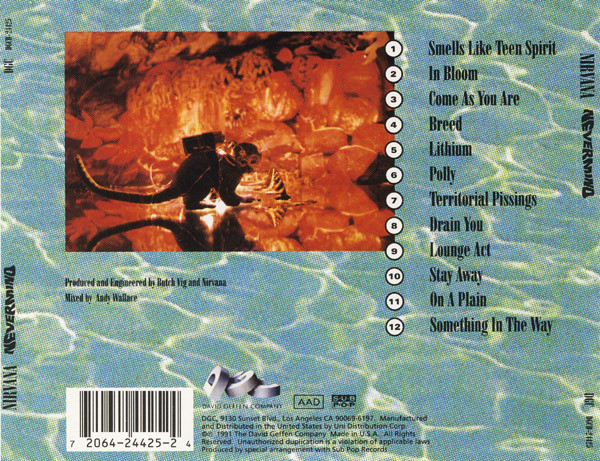 DGC DGCD-24425
NIRVANA NEVERMIND
1 Smells Like Teen Spirit
2 In Bloom
3 Come As You Are
4 Breed
5 Lithium
6 Polly
7 Territorial Pissings
8 Drain You
9 Lounge Act
10 Stay Away
11 On A Plain
12 Something In The Way
Produced and Engineered by Butch Vig and Nirvana
Mixed by Andy Wallace
NIRVANA NEVERMIND
DGC DGCD-24425
DAVID GEFFEN COMPANY
AAD
SUB
POP
DGC, 9130 Sunset Blvd., Los Angeles CA 90069-6197. Manufactured
and Distributed in the United States by Uni Distribution Corp.
℗© 1991 The David Geffen Company Made in U.S.A. All Rights
Reserved. Unauthorized duplication is a violation of applicable laws
Produced by special arrangement with Sub Pop Records
7 2064-24425-2 4